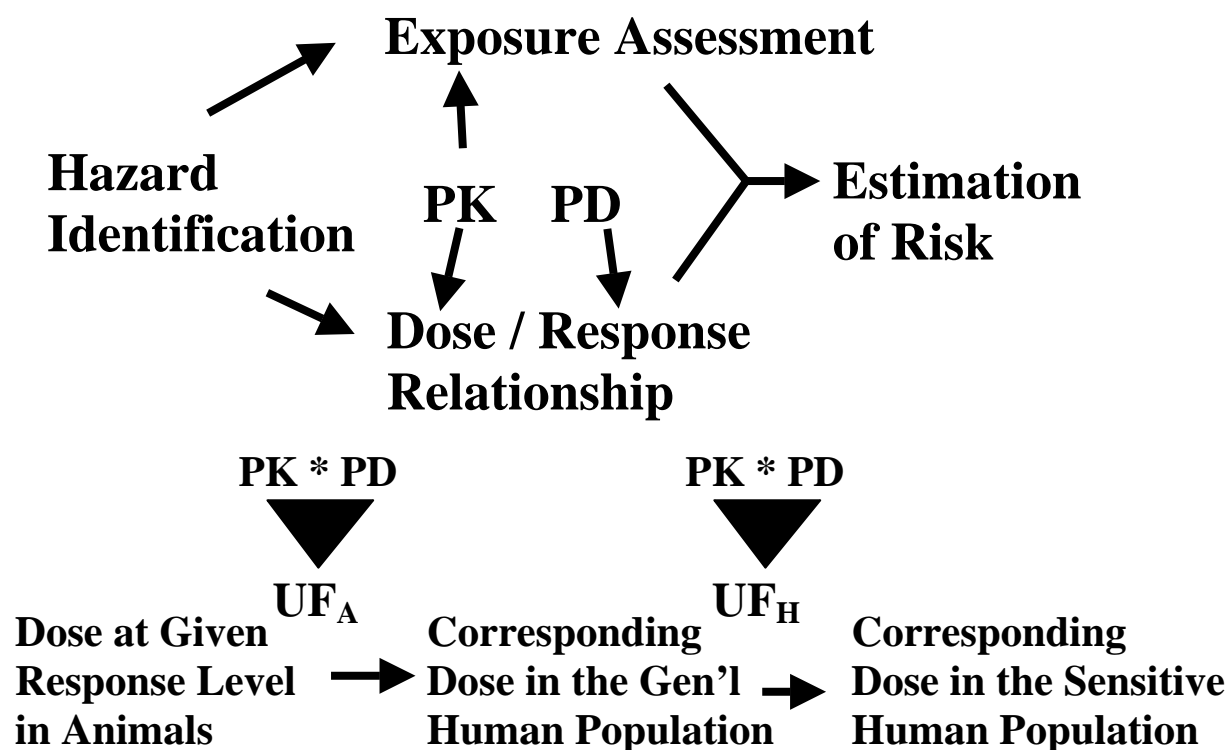 Exposure Assessment
Hazard
Identification
PK PD
Estimation
of Risk
Dose / Response
Relationship
PK * PD
PK * PD
UFA
UFH
Dose at Given
Response Level
in Animals
Corresponding
Dose in the Gen'l
Human Population
Corresponding
Dose in the Sensitive
Human Population